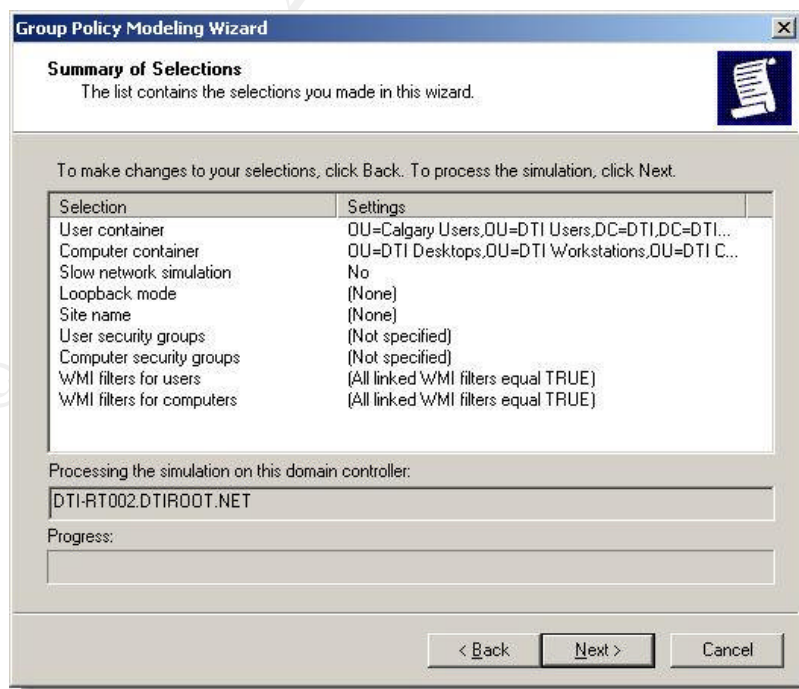 Group Policy Modeling Wizard
Summary of Selections
The list contains the selections you made in this wizard.
To make changes to your selections, click Back. To process the simulation, click Next.
Selection Settings
User container OU=Calgary Users,OU=DTI Users,DC=DTI,DC=DTI...
Computer container OU=DTI Desktops,OU=DTI Workstations,OU=DTI C...
Slow network simulation No
Loopback mode (None)
Site name (None)
User security groups (Not specified)
Computer security groups (Not specified)
WMI filters for users (All linked WMI filters equal TRUE)
WMI filters for computers (All linked WMI filters equal TRUE)
Processing the simulation on this domain controller:
DTI-RT002.DTIROOT.NET
Progress:
< Back Next > Cancel